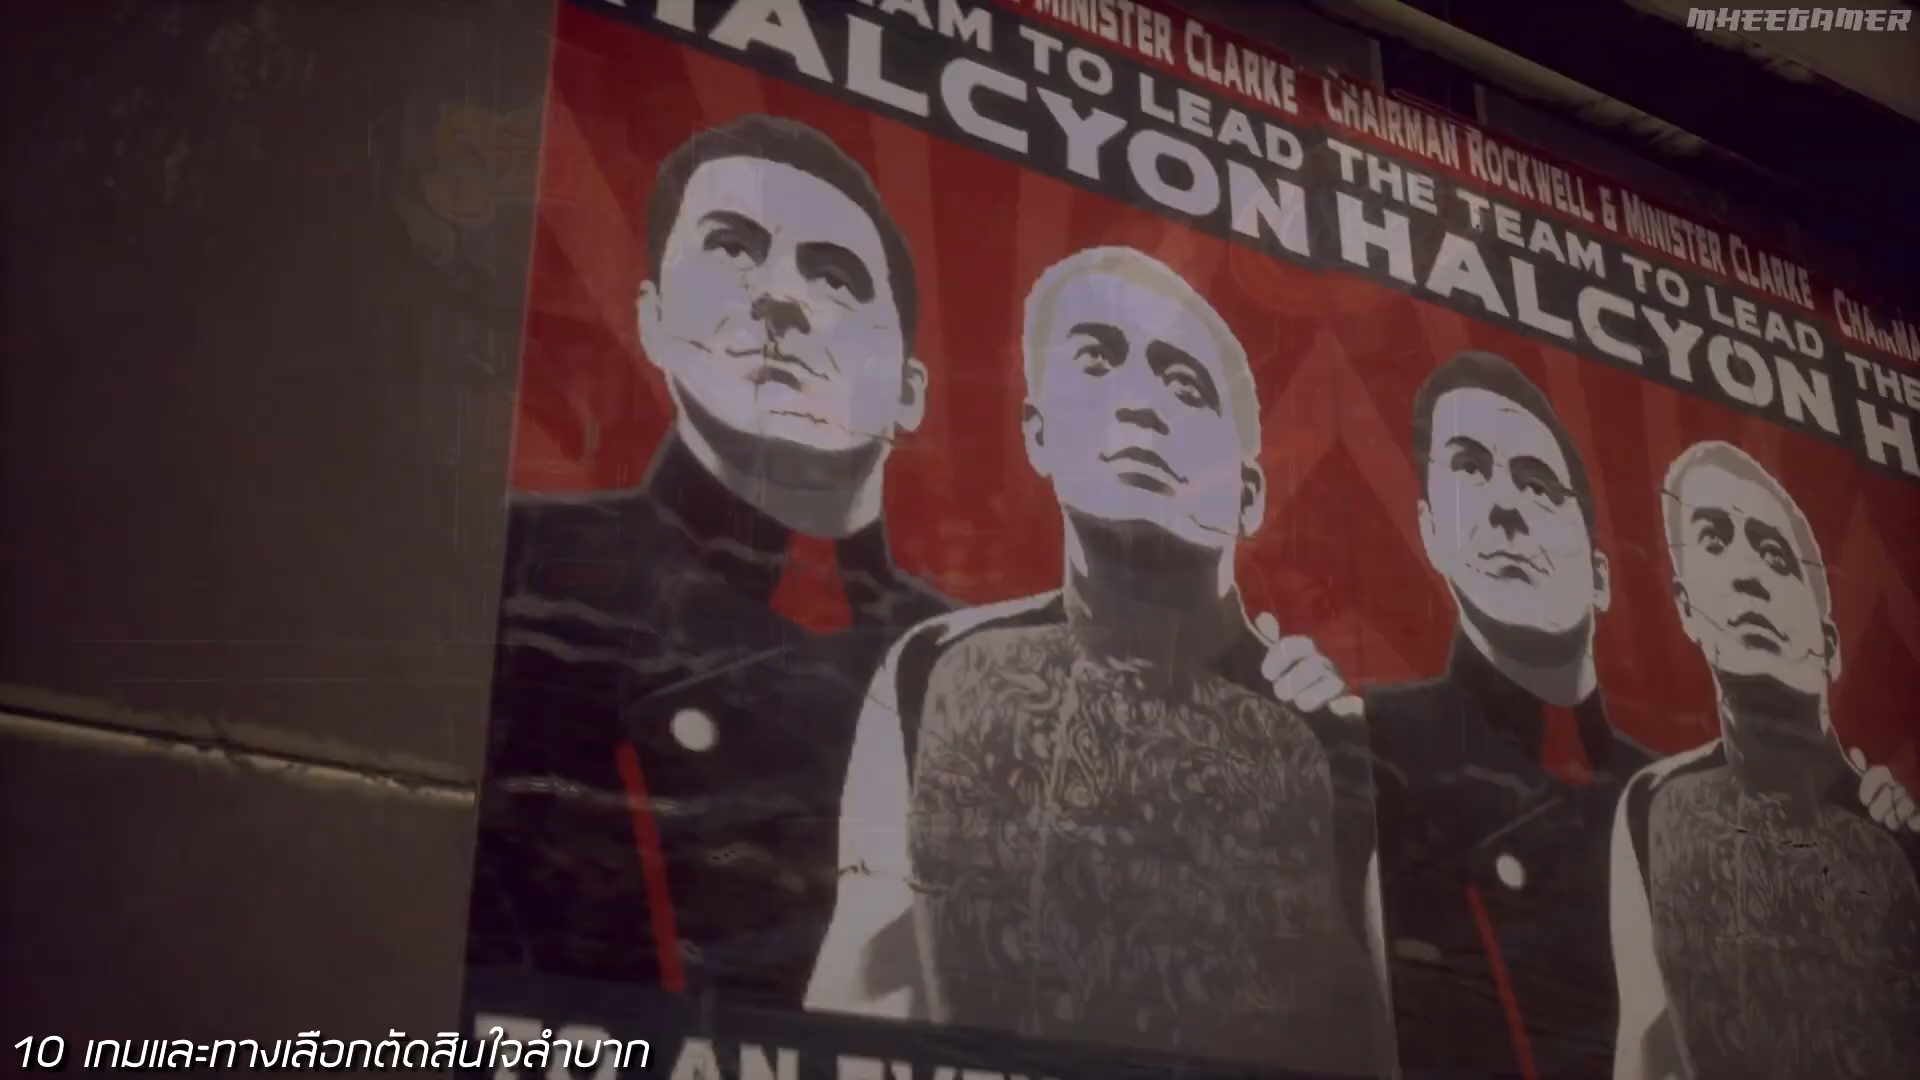 MHEEGAMER
MINISTER CLARKE CHAIRMAN ROCKWELL & MINISTER CLARKE
TEAM TO LEAD THE TEAM TO LEAD THE
HALCYON HALCYON H
TO AN
10 เกมและทางเลือกตัดสินใจลำบาก